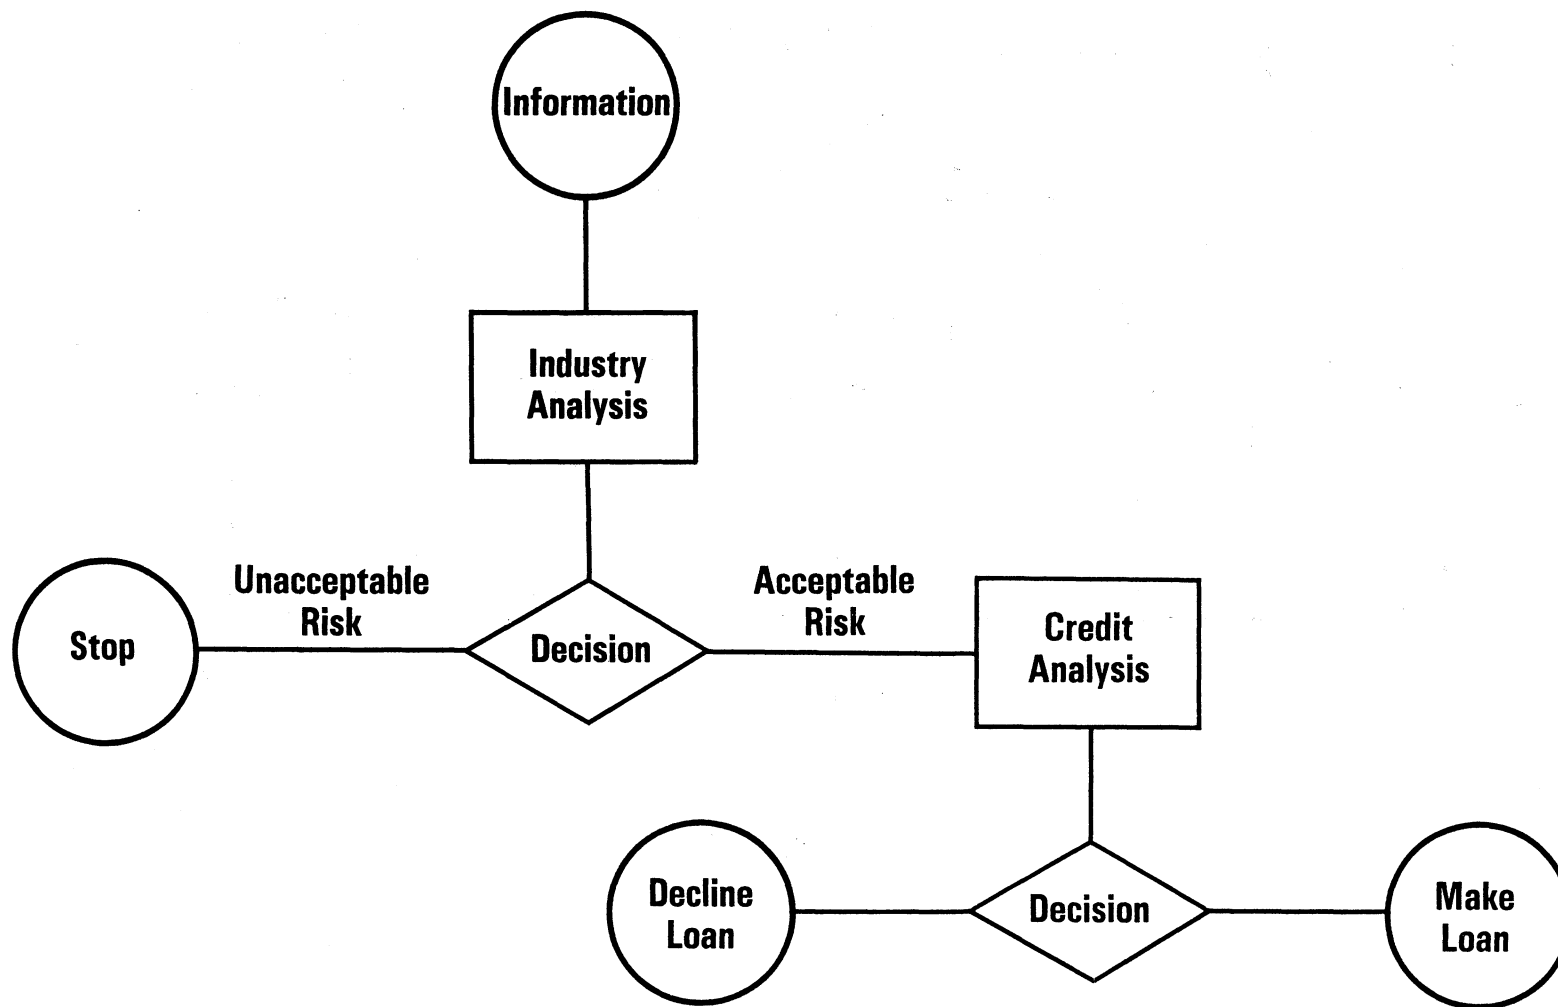 Information
Industry
Analysis
Unacceptable
Risk
Acceptable
Risk
Stop
Decision
Credit
Analysis
Decline
Loan
Decision
Make
Loan